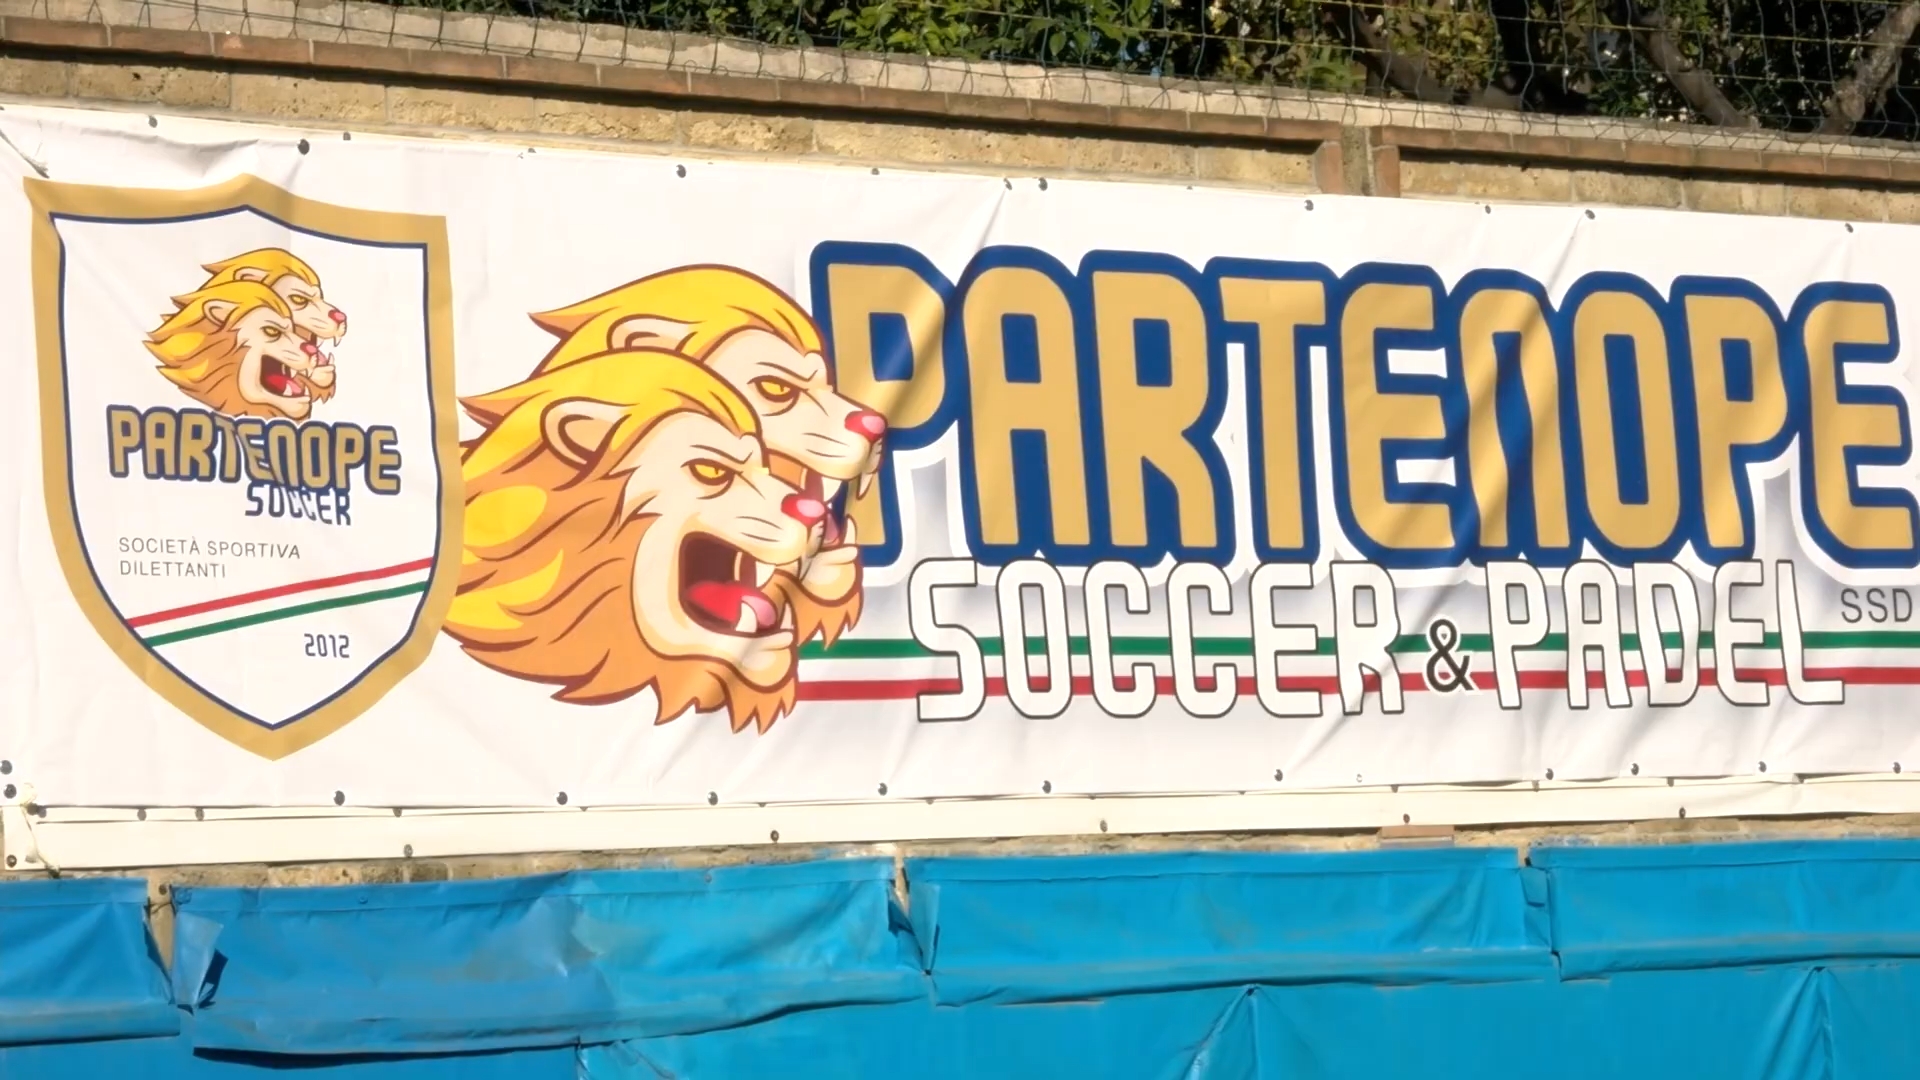 PARTENOPE
SOCCER
SOCIETÀ SPORTIVA
DILETTANTI
2012
PARTENOPE
SOCCER & PADEL SSD